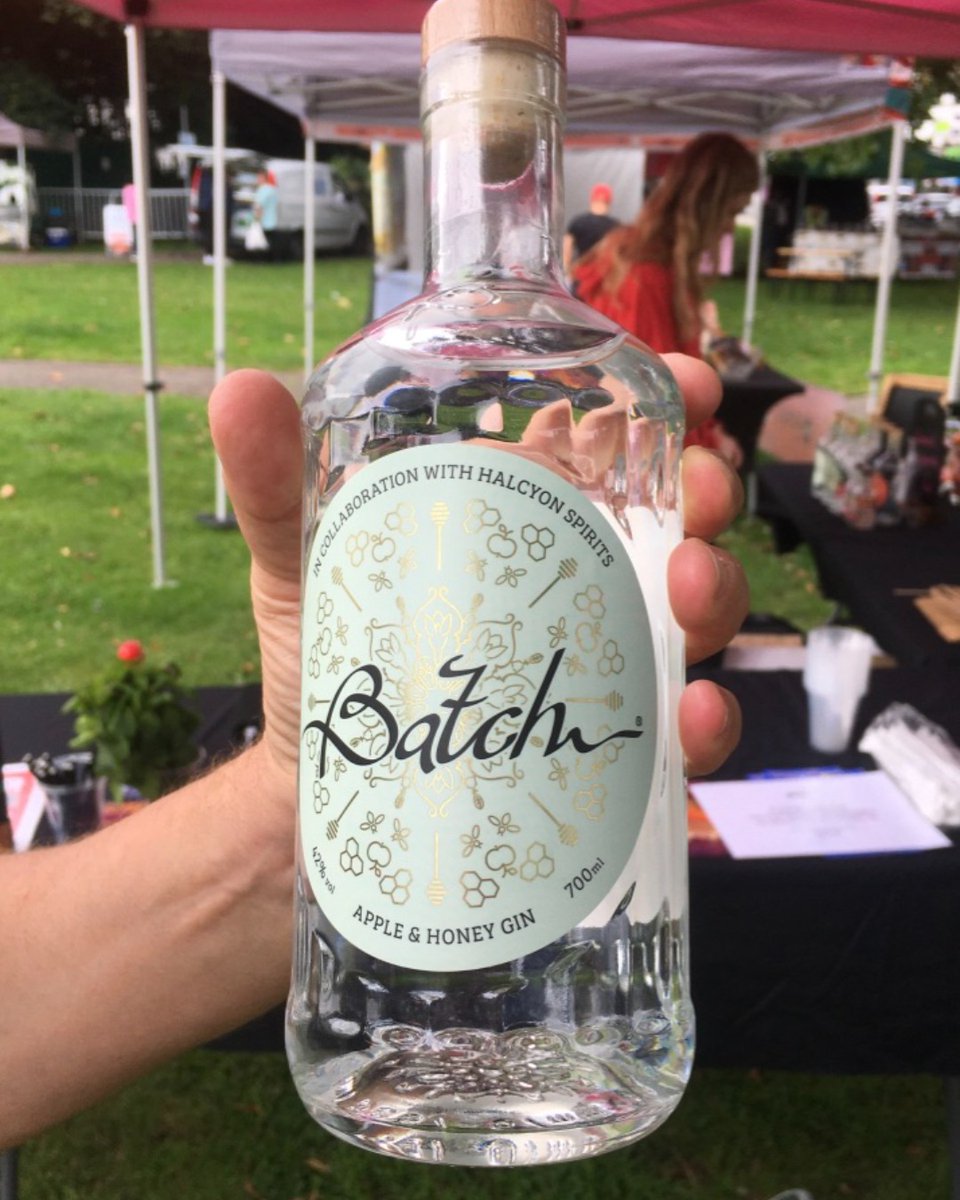 IN COLLABORATION WITH HALCYON SPIRITS
Batch
42% vol
700ml
APPLE & HONEY GIN